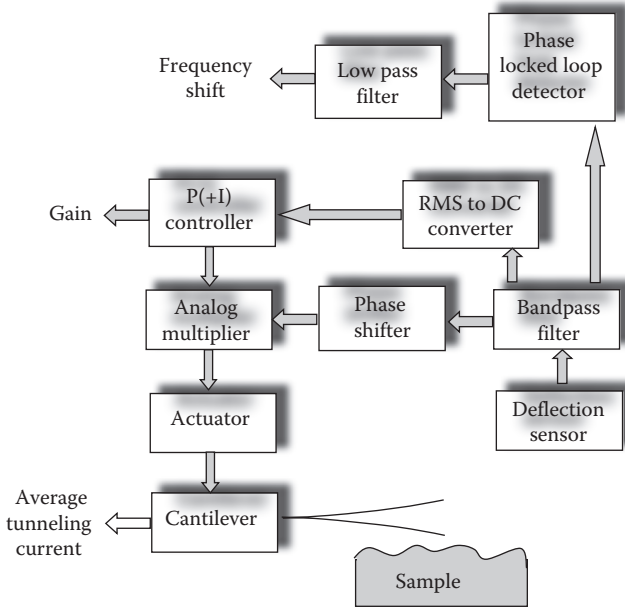 Phase
locked loop
detector
Low pass
filter
Frequency
shift
Gain
P(+I)
controller
RMS to DC
converter
Analog
multiplier
Phase
shifter
Bandpass
filter
Actuator
Deflection
sensor
Average
tunneling
current
Cantilever
Sample